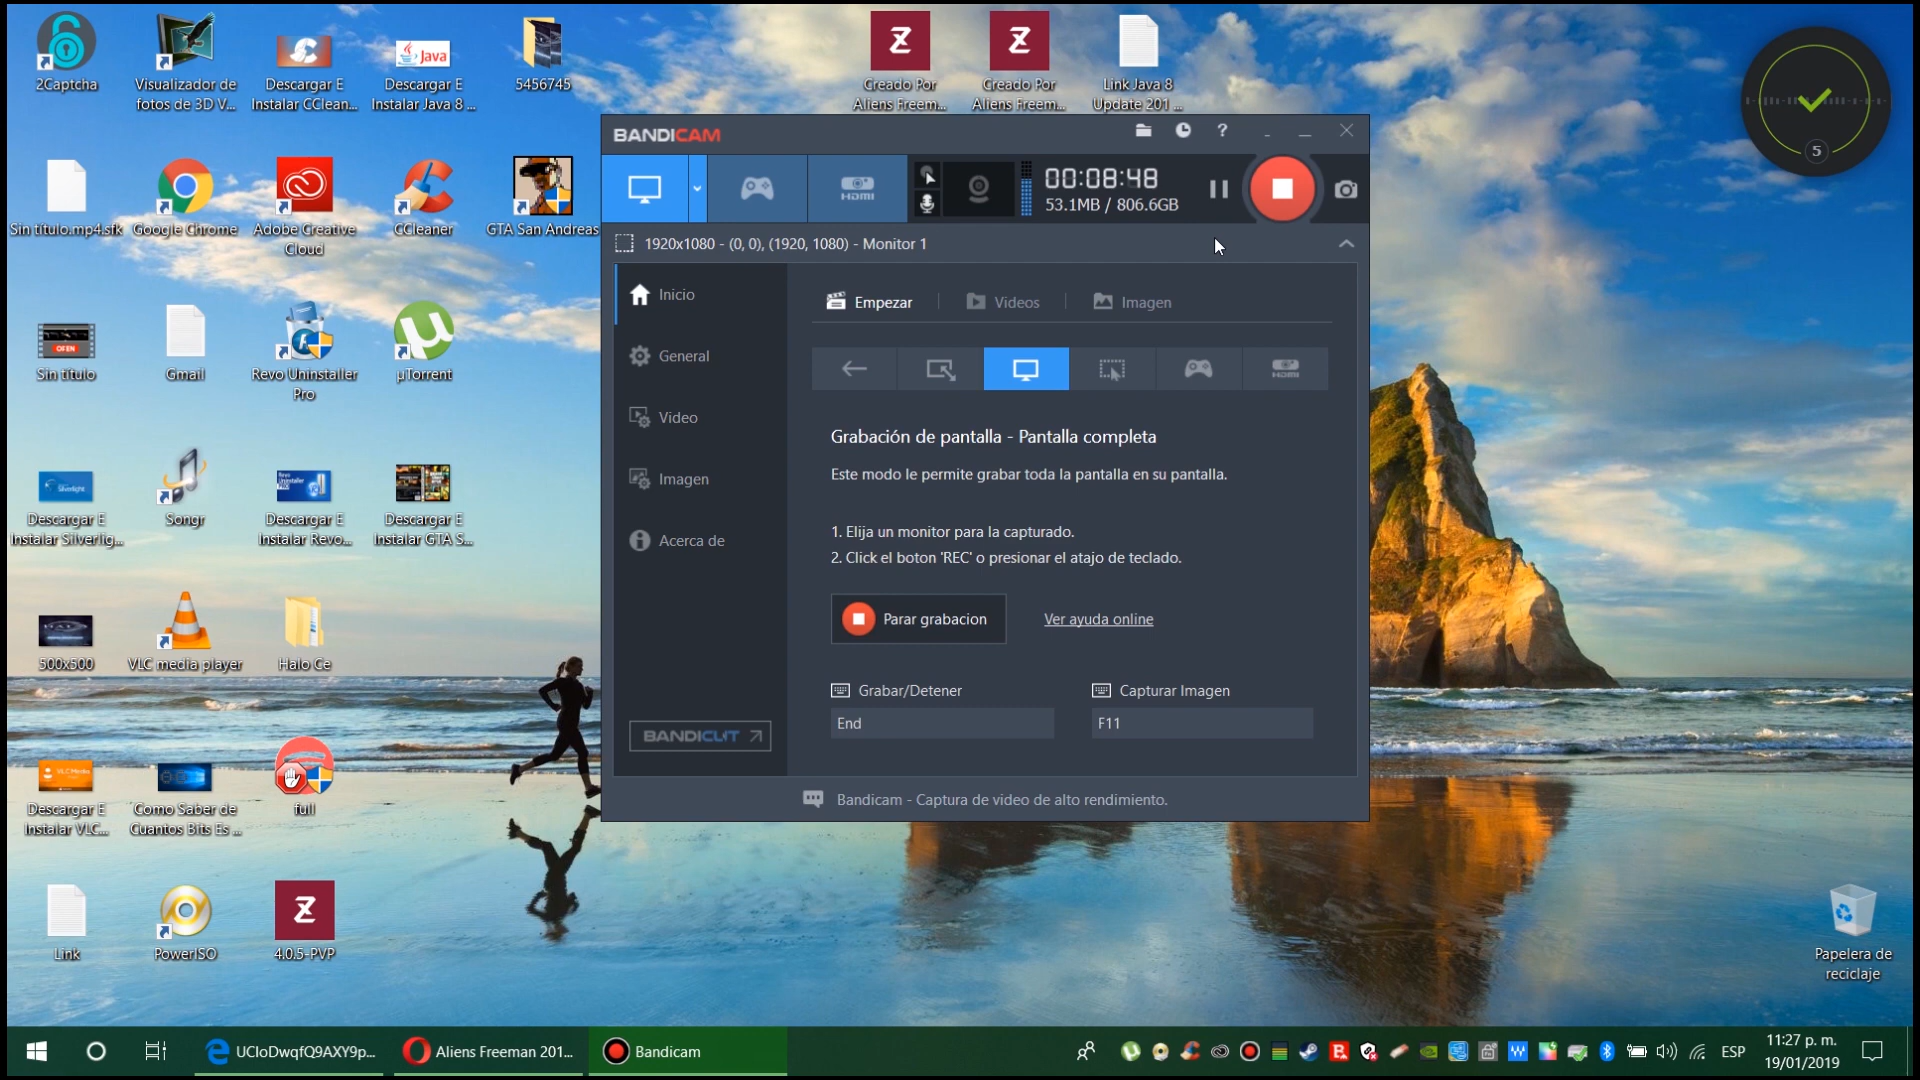 2Captcha
Visualizador de
fotos de 3D V...
Descargar E
Instalar CClean...
Java
Descargar E
Instalar Java 8 ...
5456745
Creado Por
Aliens Freem...
Creado Por
Aliens Freem...
Link Java 8
Update 201 ...
5
Sin título.mp4.sfk
Google Chrome
Adobe Creative
Cloud
CCleaner
GTA San Andreas
Sin título
Gmail
Revo Uninstaller
Pro
µTorrent
Descargar E
Instalar Silverlig...
Songr
Descargar E
Instalar Revo...
Descargar E
Instalar GTA S...
500x500
VLC media player
Halo Ce
Descargar E
Instalar VLC...
Como Saber de
Cuantos Bits Es ...
full
Link
PowerISO
4.0.5-PVP
BANDICAM
?
HDMI
00:08:48
53.1MB / 806.6GB
1920x1080 - (0, 0), (1920, 1080) - Monitor 1
Inicio
General
Video
Imagen
Acerca de
BANDICUT
Empezar
Videos
Imagen
HDMI
Grabación de pantalla - Pantalla completa
Este modo le permite grabar toda la pantalla en su pantalla.
1. Elija un monitor para la capturado.
2. Click el boton 'REC' o presionar el atajo de teclado.
Parar grabacion
Ver ayuda online
Grabar/Detener
Capturar Imagen
End
F11
Bandicam - Captura de video de alto rendimiento.
Papelera de
reciclaje
UCIoDwqfQ9AXY9p...
Aliens Freeman 201...
Bandicam
ESP
11:27 p. m.
19/01/2019